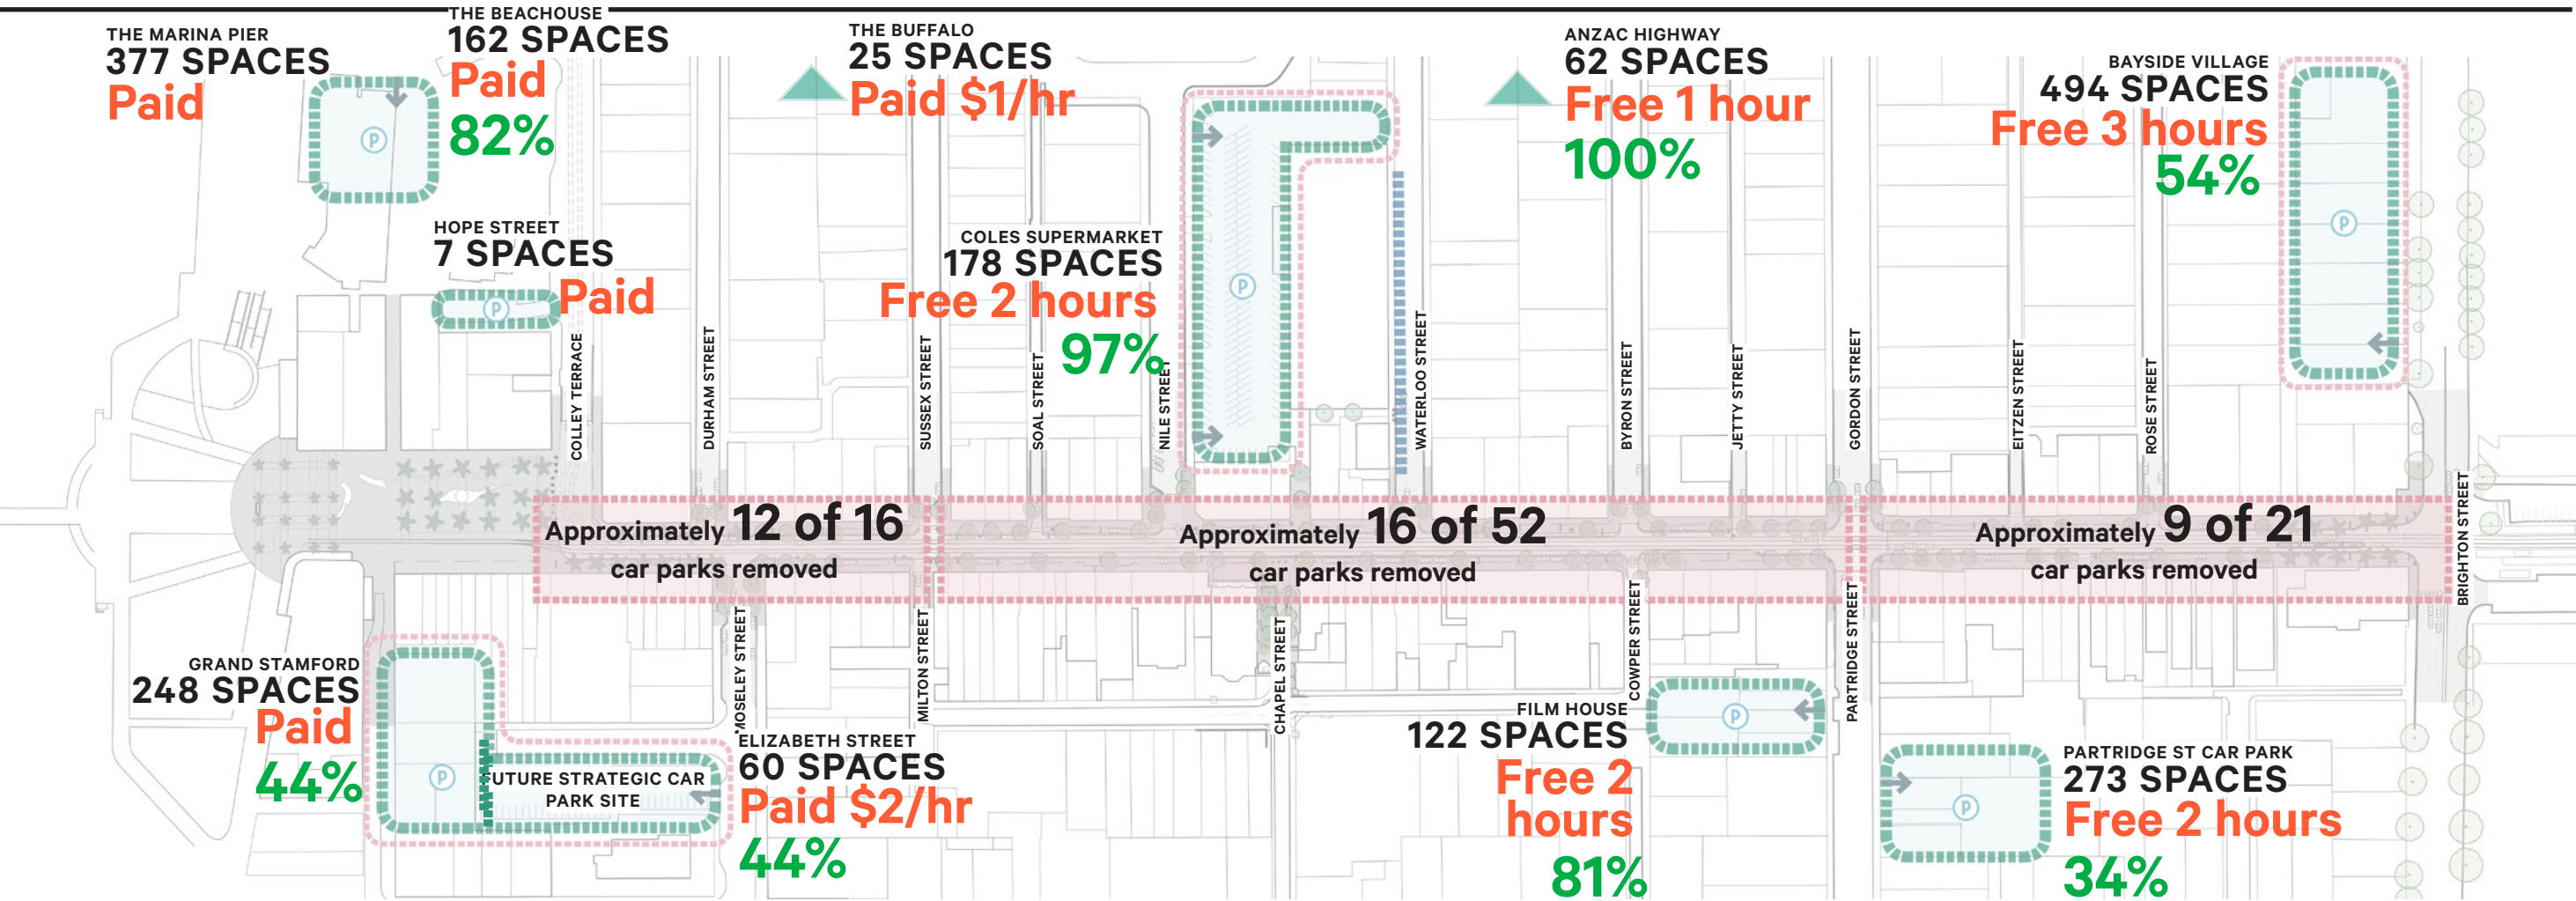 THE MARINA PIER
377 SPACES
Paid
THE BEACHOUSE
162 SPACES
Paid
82%
THE BUFFALO
25 SPACES
Paid $1/hr
ANZAC HIGHWAY
62 SPACES
Free 1 hour
100%
BAYSIDE VILLAGE
494 SPACES
Free 3 hours
54%
P
P
HOPE STREET
7 SPACES
Paid
P
COLES SUPERMARKET
178 SPACES
Free 2 hours
97%
P
COLLEY TERRACE
DURHAM STREET
SUSSEX STREET
SOAL STREET
NILE STREET
WATERLOO STREET
BYRON STREET
JETTY STREET
GORDON STREET
EITZEN STREET
ROSE STREET
BRIGHTON STREET
Approximately 12 of 16
car parks removed
Approximately 16 of 52
car parks removed
Approximately 9 of 21
car parks removed
MOSELEY STREET
MILTON STREET
CHAPEL STREET
COWPER STREET
PARTRIDGE STREET
GRAND STAMFORD
248 SPACES
Paid
44%
P
FUTURE STRATEGIC CAR
PARK SITE
ELIZABETH STREET
60 SPACES
Paid $2/hr
44%
FILM HOUSE
122 SPACES
Free 2
hours
81%
P
P
PARTRIDGE ST CAR PARK
273 SPACES
Free 2 hours
34%